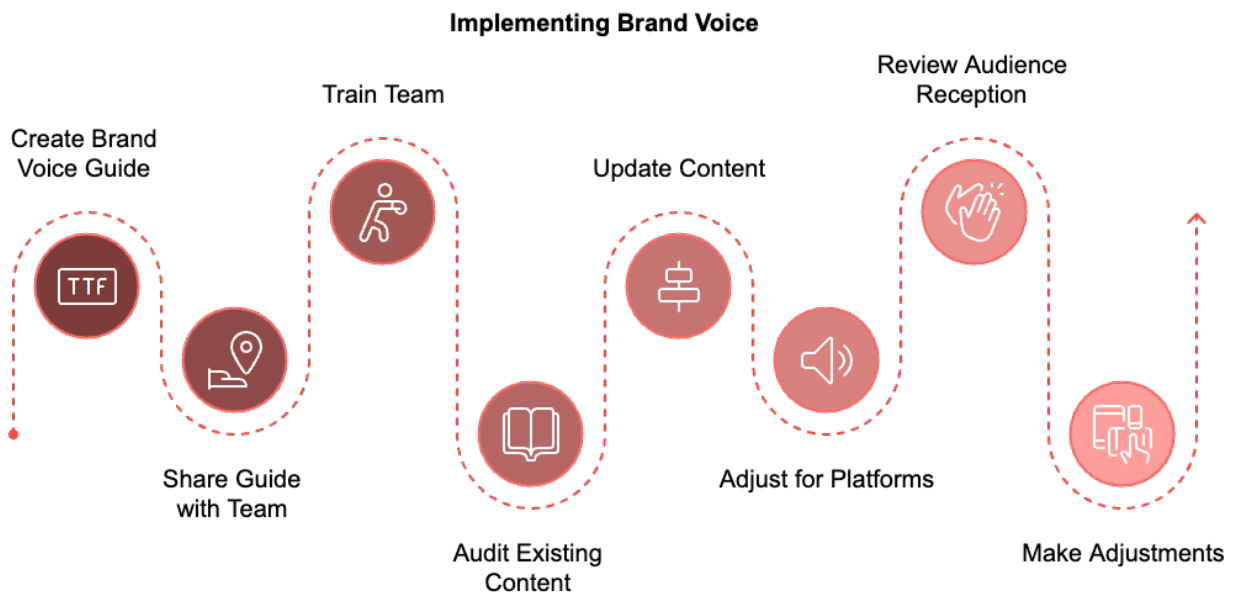 Implementing Brand Voice
Create Brand
Voice Guide
TTF
Share Guide
with Team
Train Team
Audit Existing
Content
Update Content
Adjust for Platforms
Review Audience
Reception
Make Adjustments